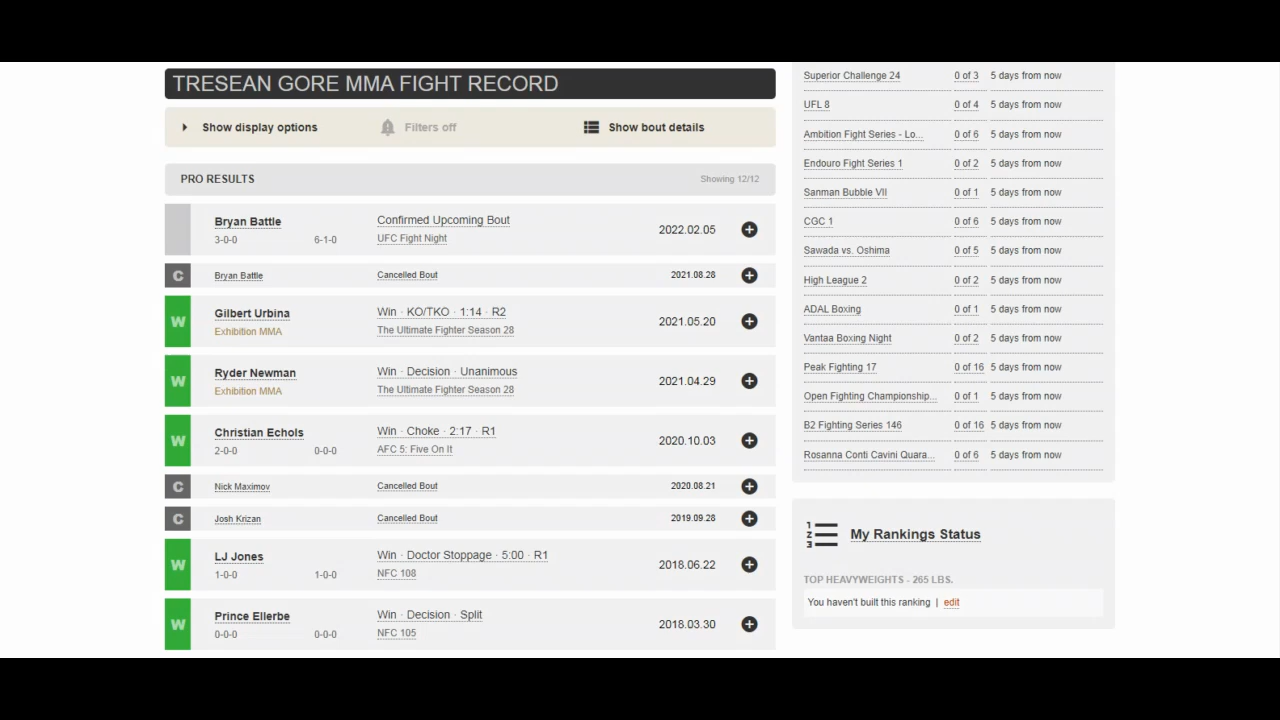 TRESEAN GORE MMA FIGHT RECORD
Show display options
Filters off
Show bout details
PRO RESULTS
Showing 12/12
Bryan Battle
3-0-0 6-1-0
Confirmed Upcoming Bout
UFC Fight Night
2022.02.05
C
Bryan Battle
Cancelled Bout
2021.08.28
W
Gilbert Urbina
Exhibition MMA
Win · KO/TKO · 1:14 · R2
The Ultimate Fighter Season 28
2021.05.20
W
Ryder Newman
Exhibition MMA
Win · Decision · Unanimous
The Ultimate Fighter Season 28
2021.04.29
W
Christian Echols
2-0-0 0-0-0
Win · Choke · 2:17 · R1
AFC 5: Five On It
2020.10.03
C
Nick Maximov
Cancelled Bout
2020.08.21
C
Josh Krizan
Cancelled Bout
2019.09.28
W
LJ Jones
1-0-0 1-0-0
Win · Doctor Stoppage · 5:00 · R1
NFC 108
2018.06.22
W
Prince Ellerbe
0-0-0 0-0-0
Win · Decision · Split
NFC 105
2018.03.30
Superior Challenge 24 0 of 3 5 days from now
UFL 8 0 of 4 5 days from now
Ambition Fight Series - Lo... 0 of 6 5 days from now
Endouro Fight Series 1 0 of 2 5 days from now
Sanman Bubble VII 0 of 1 5 days from now
CGC 1 0 of 6 5 days from now
Sawada vs. Oshima 0 of 5 5 days from now
High League 2 0 of 2 5 days from now
ADAL Boxing 0 of 1 5 days from now
Vantaa Boxing Night 0 of 2 5 days from now
Peak Fighting 17 0 of 16 5 days from now
Open Fighting Championship... 0 of 1 5 days from now
B2 Fighting Series 146 0 of 16 5 days from now
Rosanna Conti Cavini Quara... 0 of 6 5 days from now
1
2
3
My Rankings Status
TOP HEAVYWEIGHTS - 265 LBS.
You haven't built this ranking | edit